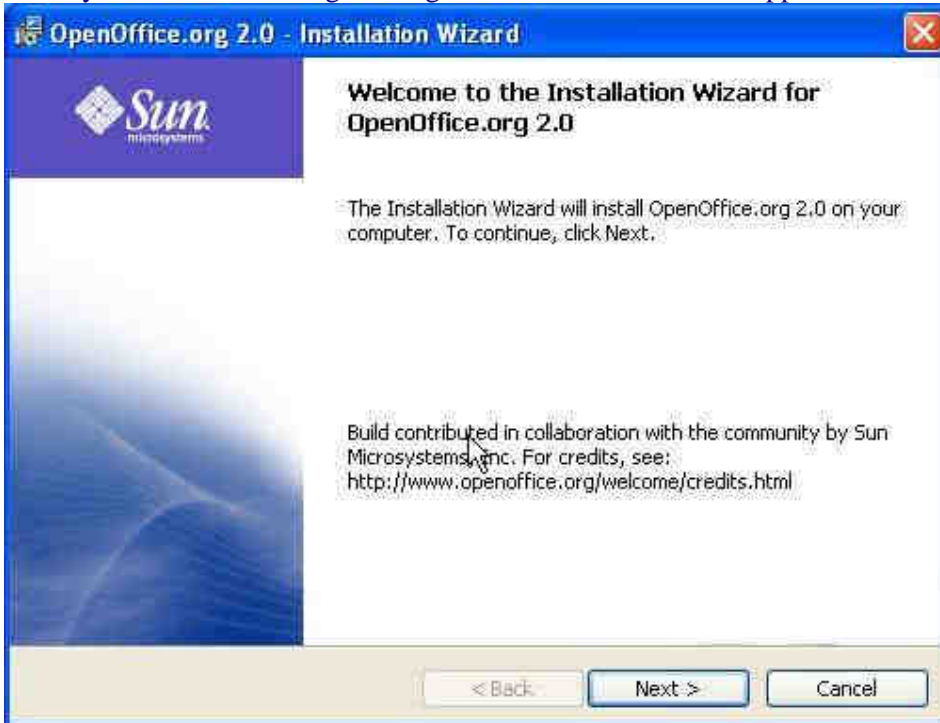 OpenOffice.org 2.0 - Installation Wizard
Sun
microsystems
Welcome to the Installation Wizard for
OpenOffice.org 2.0
The Installation Wizard will install OpenOffice.org 2.0 on your
computer. To continue, click Next.
Build contributed in collaboration with the community by Sun
Microsystems, Inc. For credits, see:
http://www.openoffice.org/welcome/credits.html
< Back
Next >
Cancel